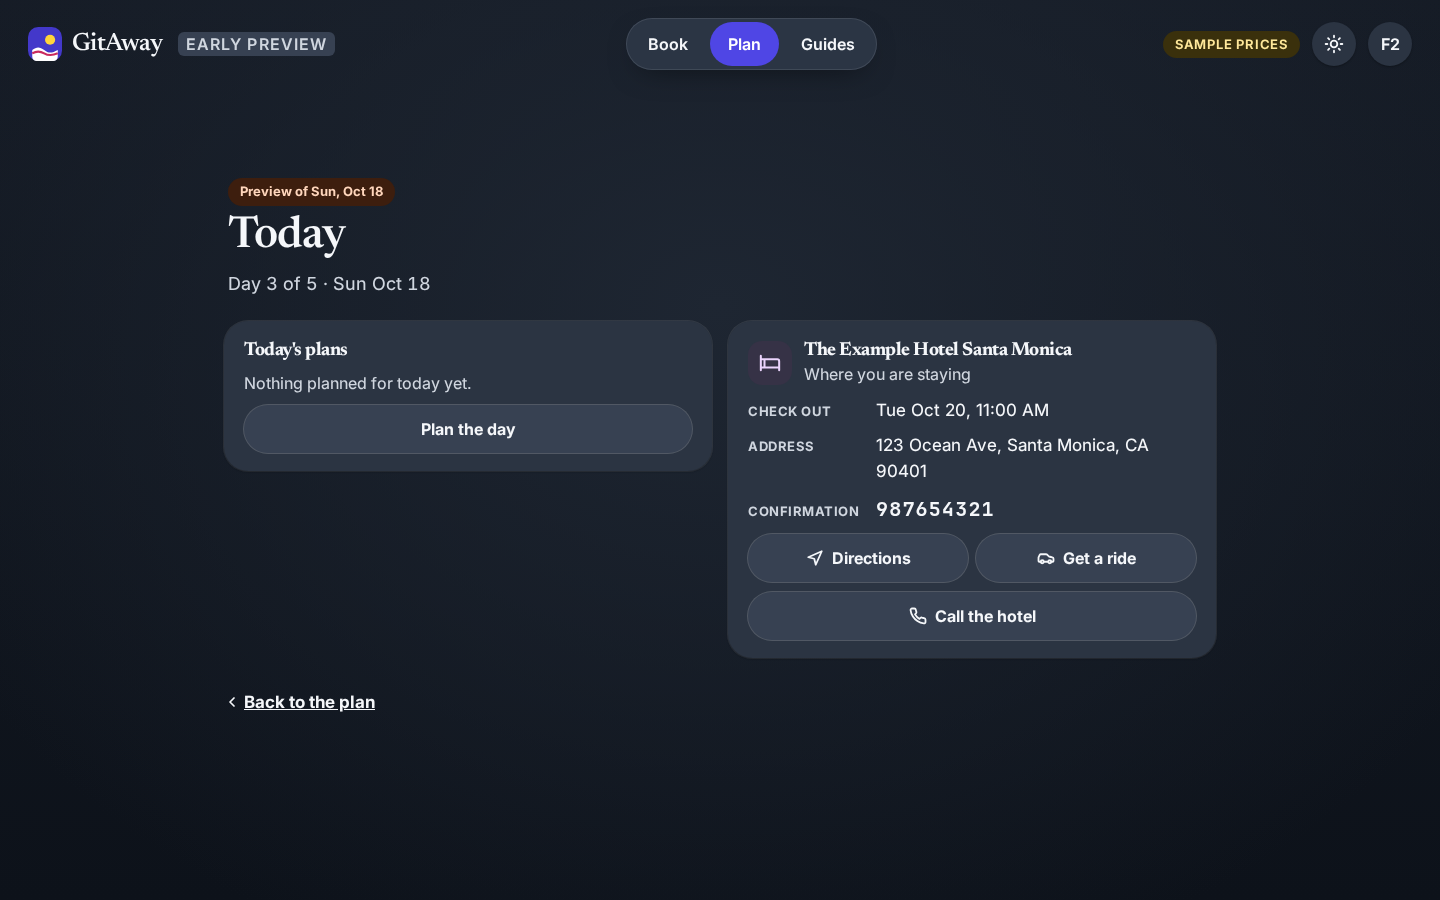 GitAway
EARLY PREVIEW
Book
Plan
Guides
SAMPLE PRICES
F2
Preview of Sun, Oct 18
Today
Day 3 of 5 · Sun Oct 18
Today's plans
Nothing planned for today yet.
Plan the day
The Example Hotel Santa Monica
Where you are staying
CHECK OUT
Tue Oct 20, 11:00 AM
ADDRESS
123 Ocean Ave, Santa Monica, CA
90401
CONFIRMATION
987654321
Directions
Get a ride
Call the hotel
Back to the plan